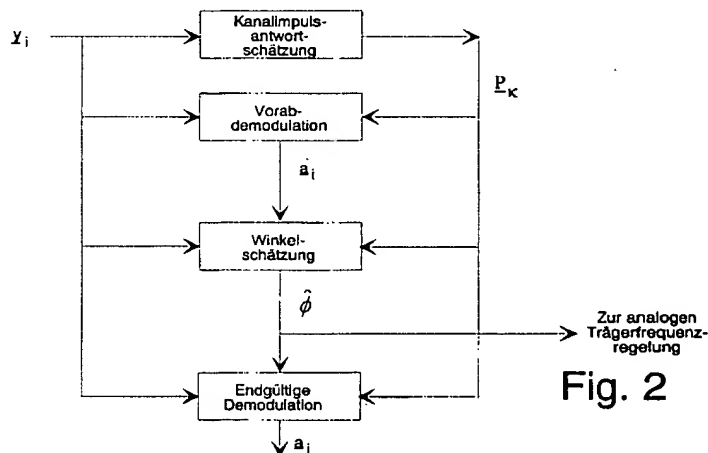 y_i
Kanalimpuls-
antwort-
schätzung
P_κ
Vorab-
demodulation
a_i
Winkel-
schätzung
ϕ̂
Zur analogen
Trägerfrequenz-
regelung
Endgültige
Demodulation
Fig. 2
a_i